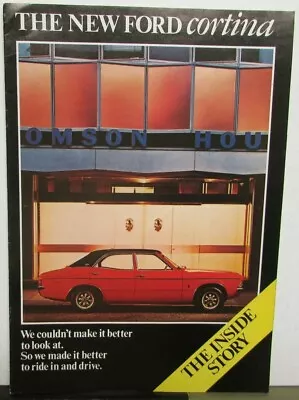 THE NEW FORD cortina
OMSON HOU
We couldn't make it better
to look at.
So we made it better
to ride in and drive.
THE INSIDE
STORY